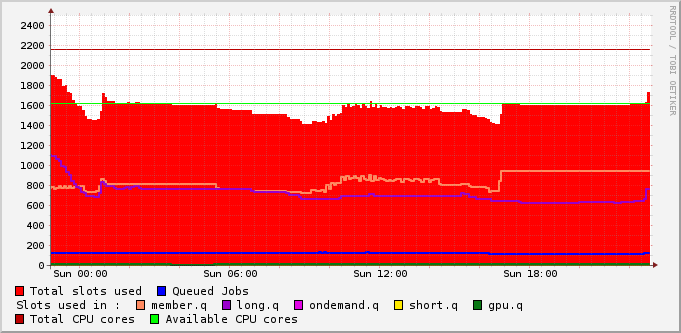 2400
2200
2000
1800
1600
1400
1200
1000
800
600
400
200
0
Sun 00:00 Sun 06:00 Sun 12:00 Sun 18:00
Total slots used Queued Jobs
Slots used in : member.q long.q ondemand.q short.q gpu.q
Total CPU cores Available CPU cores
RRDTOOL / TOBI OETIKER